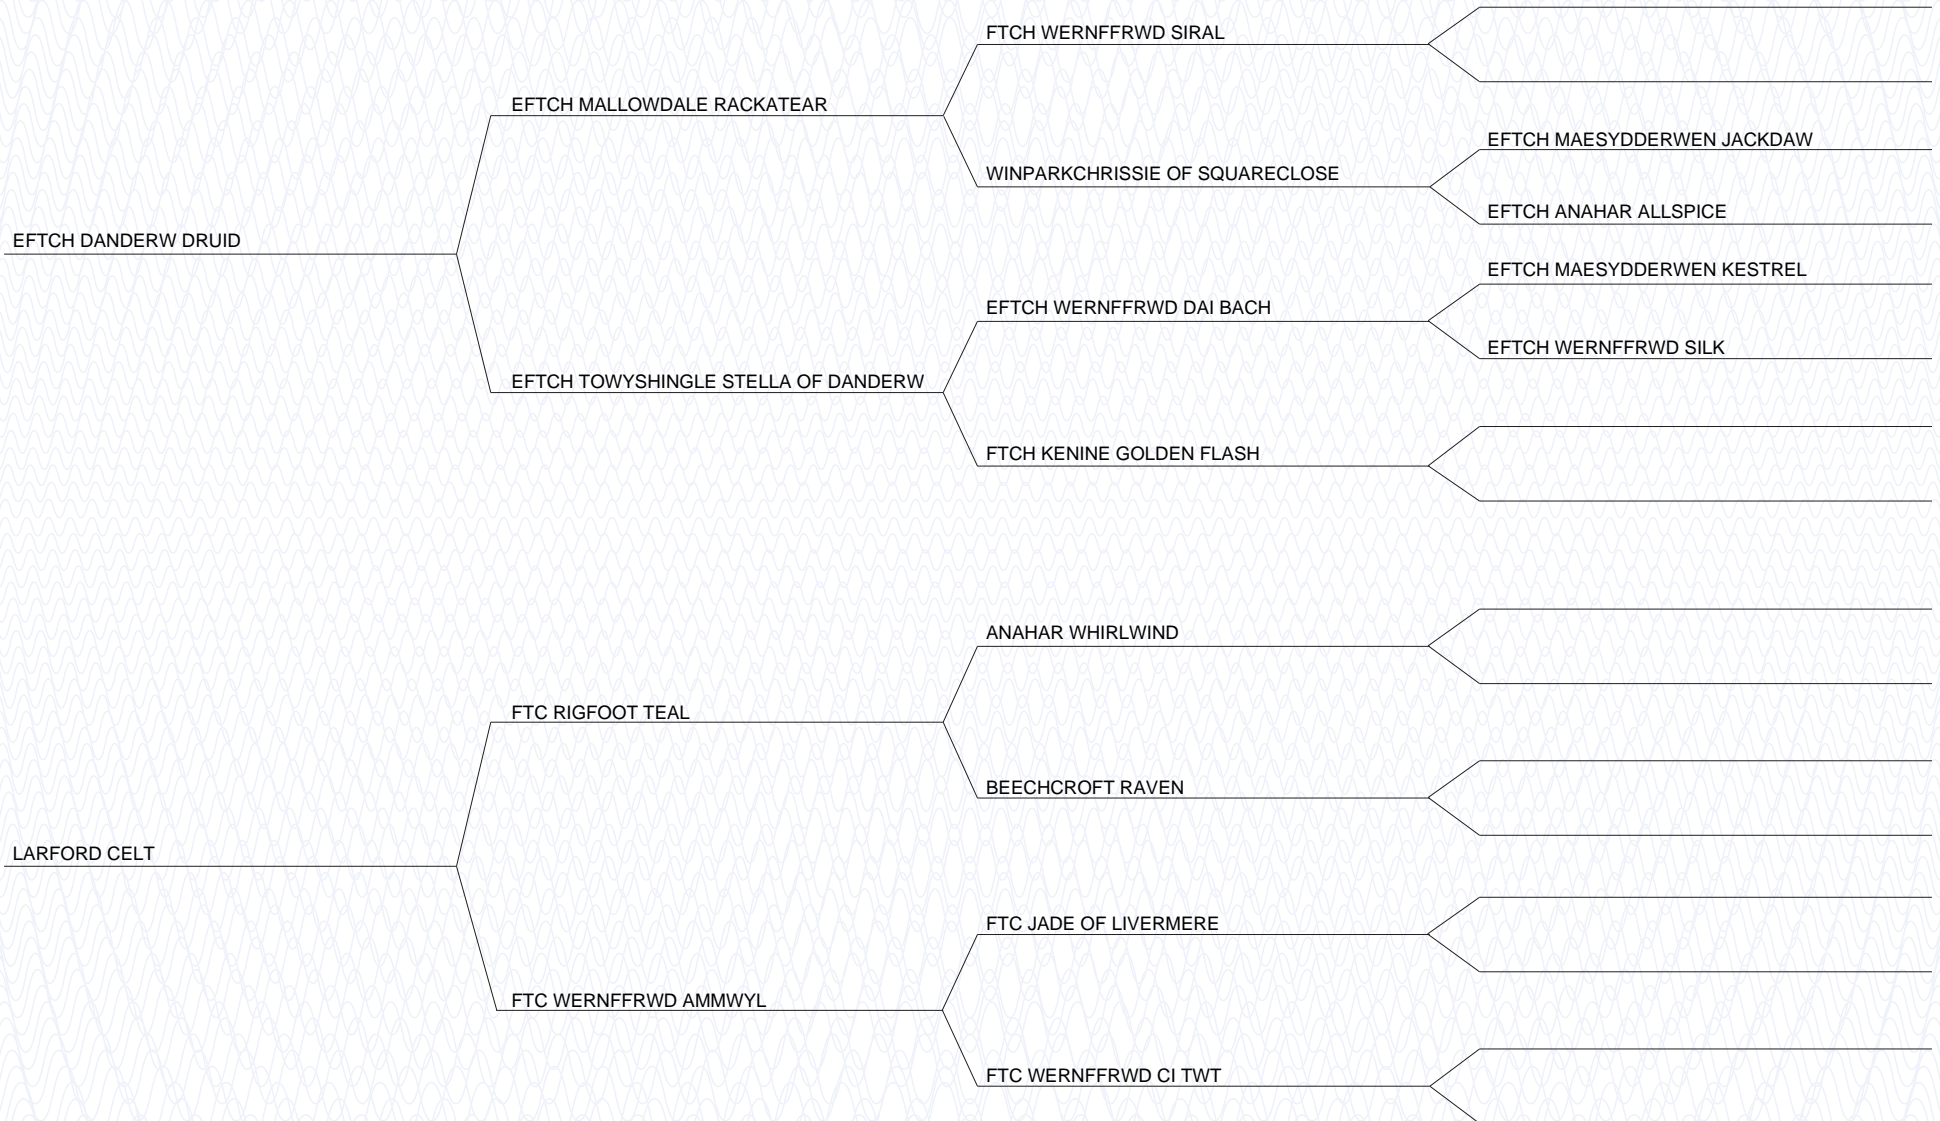 FTCH WERNFFRWD SIRAL
EFTCH MALLOWDALE RACKATEAR
EFTCH MAESYDDERWEN JACKDAW
WINPARKCHRISSIE OF SQUARECLOSE
EFTCH ANAHAR ALLSPICE
EFTCH DANDERW DRUID
EFTCH MAESYDDERWEN KESTREL
EFTCH WERNFFRWD DAI BACH
EFTCH WERNFFRWD SILK
EFTCH TOWYSHINGLE STELLA OF DANDERW
FTCH KENINE GOLDEN FLASH
ANAHAR WHIRLWIND
FTC RIGFOOT TEAL
BEECHCROFT RAVEN
LARFORD CELT
FTC JADE OF LIVERMERE
FTC WERNFFRWD AMMWYL
FTC WERNFFRWD CI TWT